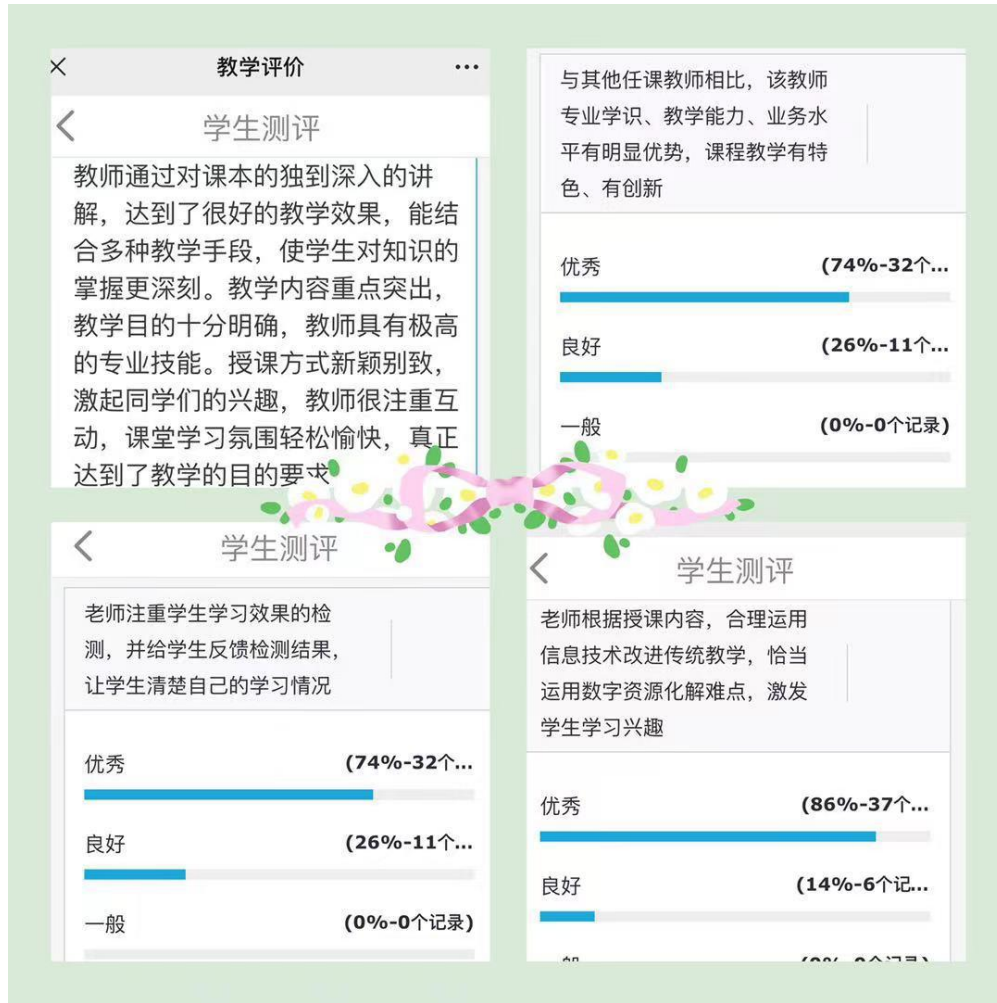 教学评价
学生测评
教师通过对课本的独到深入的讲
解，达到了很好的教学效果，能结
合多种教学手段，使学生对知识的
掌握更深刻。教学内容重点突出，
教学目的十分明确，教师具有极高
的专业技能。授课方式新颖别致，
激起同学们的兴趣，教师很注重互
动，课堂学习氛围轻松愉快，真正
达到了教学的目的要求
与其他任课教师相比，该教师
专业学识、教学能力、业务水
平有明显优势，课程教学有特
色、有创新
优秀 (74%-32个...
良好 (26%-11个...
一般 (0%-0个记录)
学生测评
老师注重学生学习效果的检
测，并给学生反馈检测结果，
让学生清楚自己的学习情况
优秀 (74%-32个...
良好 (26%-11个...
一般 (0%-0个记录)
学生测评
老师根据授课内容，合理运用
信息技术改进传统教学，恰当
运用数字资源化解难点，激发
学生学习兴趣
优秀 (86%-37个...
良好 (14%-6个记...